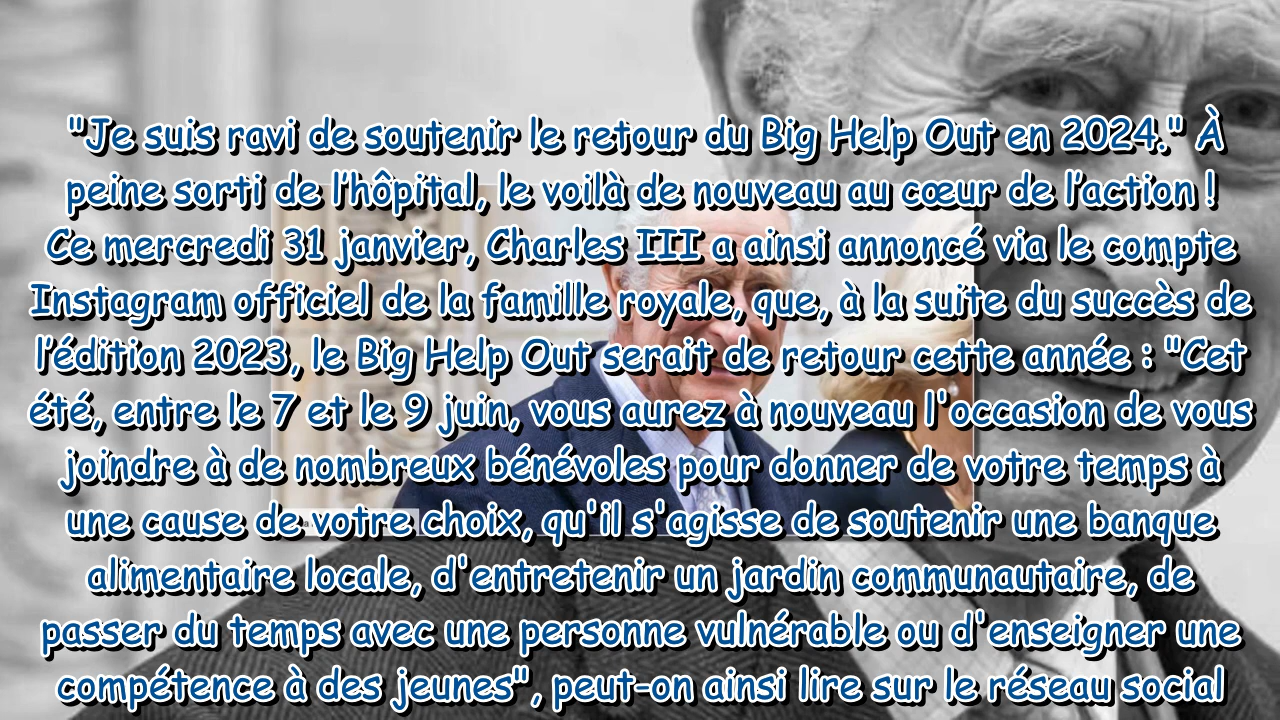 "Je suis ravi de soutenir le retour du Big Help Out en 2024." À
peine sorti de l’hôpital, le voilà de nouveau au cœur de l’action !
Ce mercredi 31 janvier, Charles III a ainsi annoncé via le compte
Instagram officiel de la famille royale, que, à la suite du succès de
l’édition 2023, le Big Help Out serait de retour cette année : "Cet
été, entre le 7 et le 9 juin, vous aurez à nouveau l'occasion de vous
joindre à de nombreux bénévoles pour donner de votre temps à
une cause de votre choix, qu'il s'agisse de soutenir une banque
alimentaire locale, d'entretenir un jardin communautaire, de
passer du temps avec une personne vulnérable ou d'enseigner une
compétence à des jeunes", peut-on ainsi lire sur le réseau social